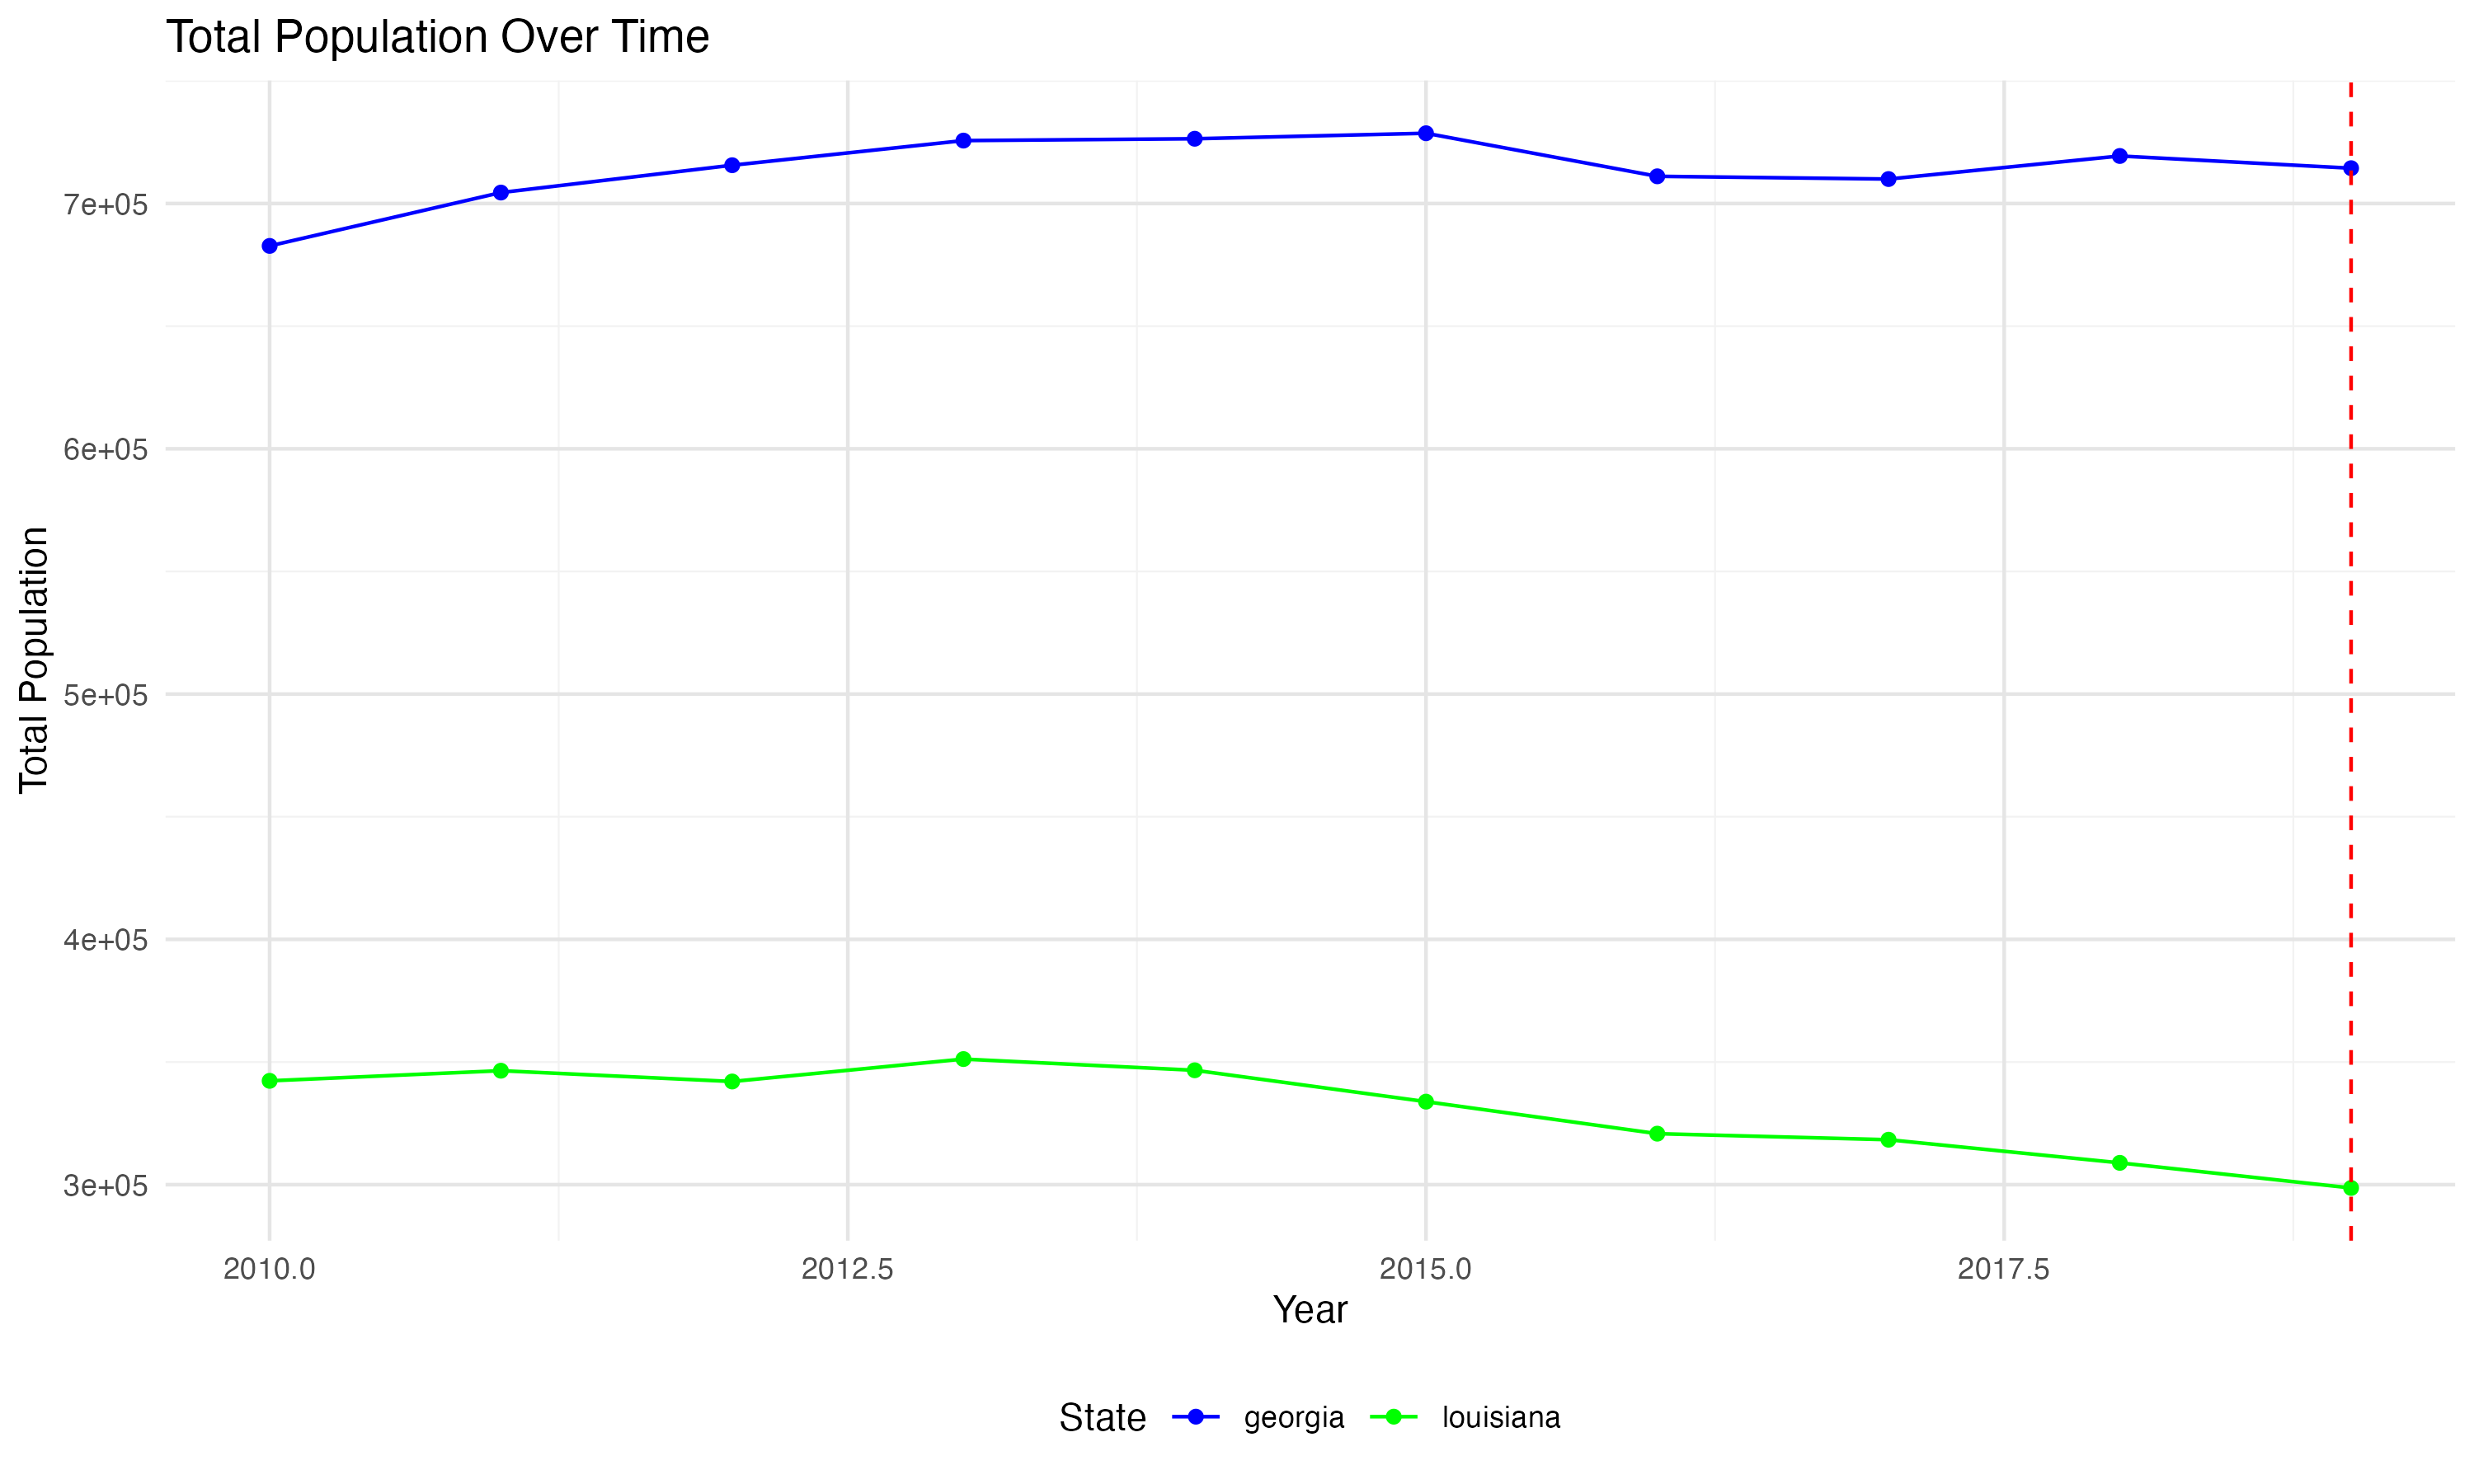 Total Population Over Time
Total Population
7e+05
6e+05
5e+05
4e+05
3e+05
2010.0 2012.5 2015.0 2017.5
Year
State georgia louisiana